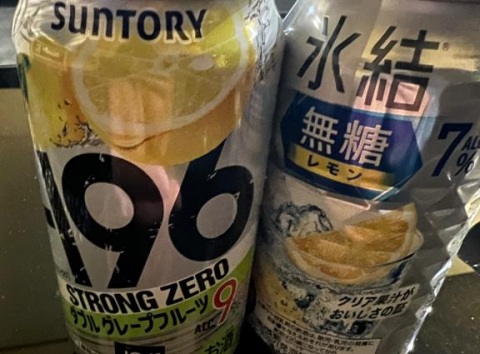 SUNTORY
-196
STRONG ZERO
ダブルグレープフルーツ
ALC. 9%
お酒
氷結®
無糖
レモン
7 ALC.%
クリア果汁が
おいしさの証